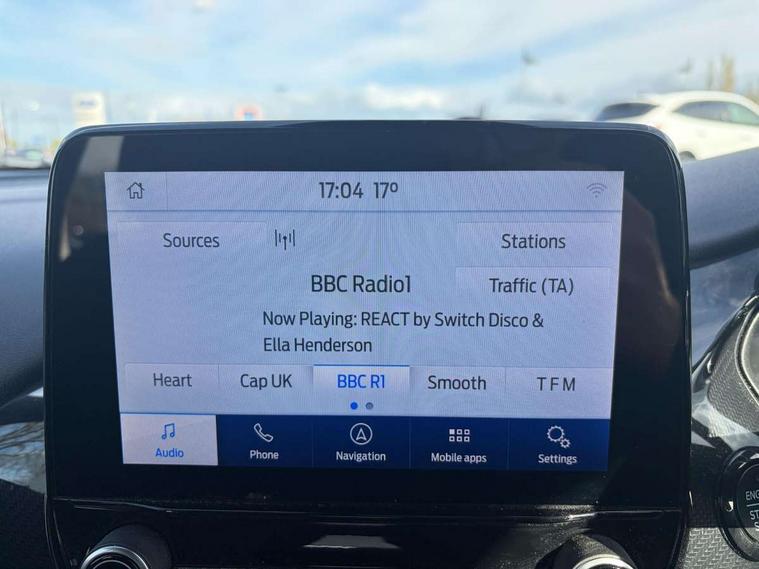 17:04 17º
Sources
Stations
BBC Radio1
Traffic (TA)
Now Playing: REACT by Switch Disco &
Ella Henderson
Heart
Cap UK
BBC R1
Smooth
T F M
Audio
Phone
Navigation
Mobile apps
Settings